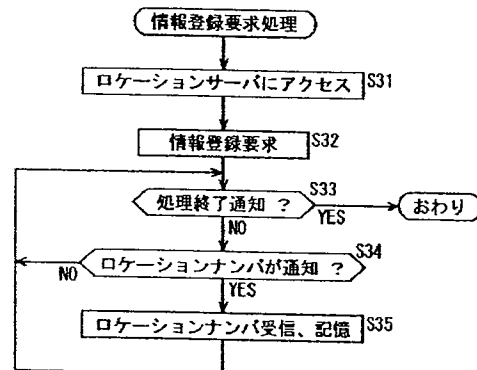 情報登録要求処理
ロケーションサーバにアクセス S31
情報登録要求 S32
処理終了通知 ? S33
YES
おわり
NO
ロケーションナンバが通知 ? S34
NO
YES
ロケーションナンバ受信、記憶 S35